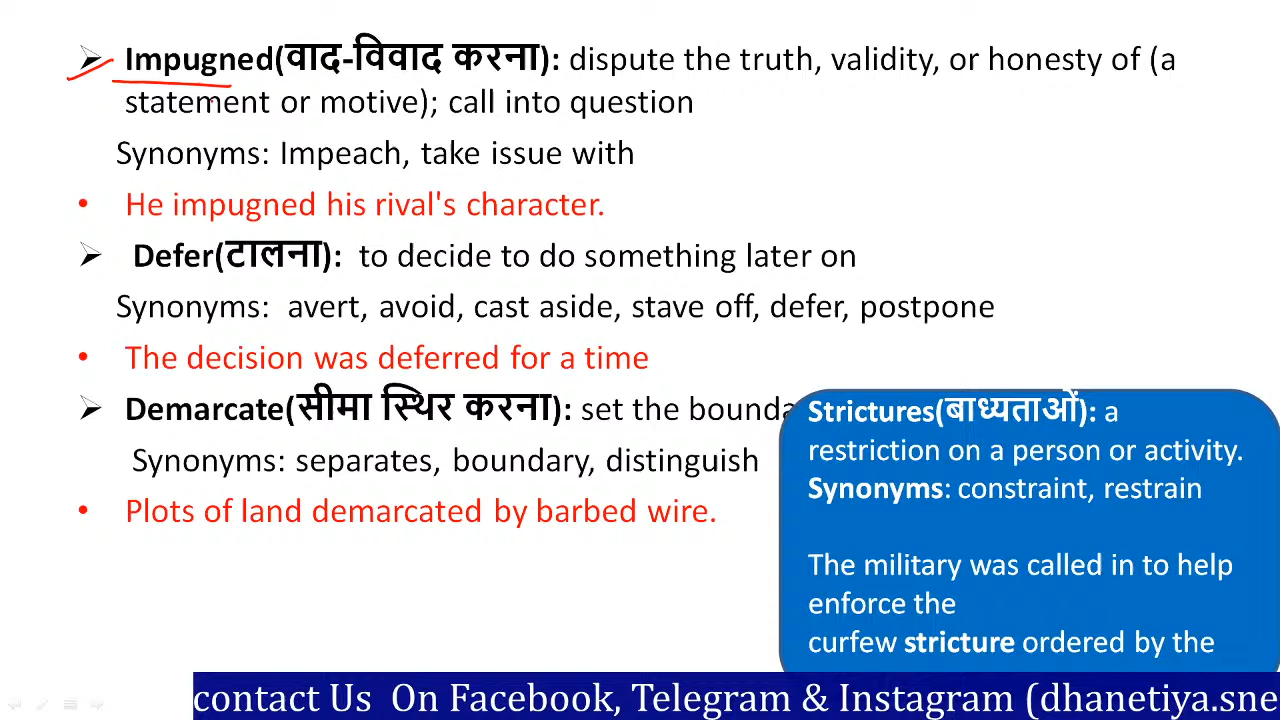 Impugned(वाद-विवाद करना): dispute the truth, validity, or honesty of (a
statement or motive); call into question
Synonyms: Impeach, take issue with
• He impugned his rival's character.
Defer(टालना): to decide to do something later on
Synonyms: avert, avoid, cast aside, stave off, defer, postpone
• The decision was deferred for a time
Demarcate(सीमा स्थिर करना): set the bounda
Synonyms: separates, boundary, distinguish
• Plots of land demarcated by barbed wire.
Strictures(बाध्यताओं): a
restriction on a person or activity.
Synonyms: constraint, restrain
The military was called in to help
enforce the
curfew stricture ordered by the
contact Us On Facebook, Telegram & Instagram (dhanetiya.sne